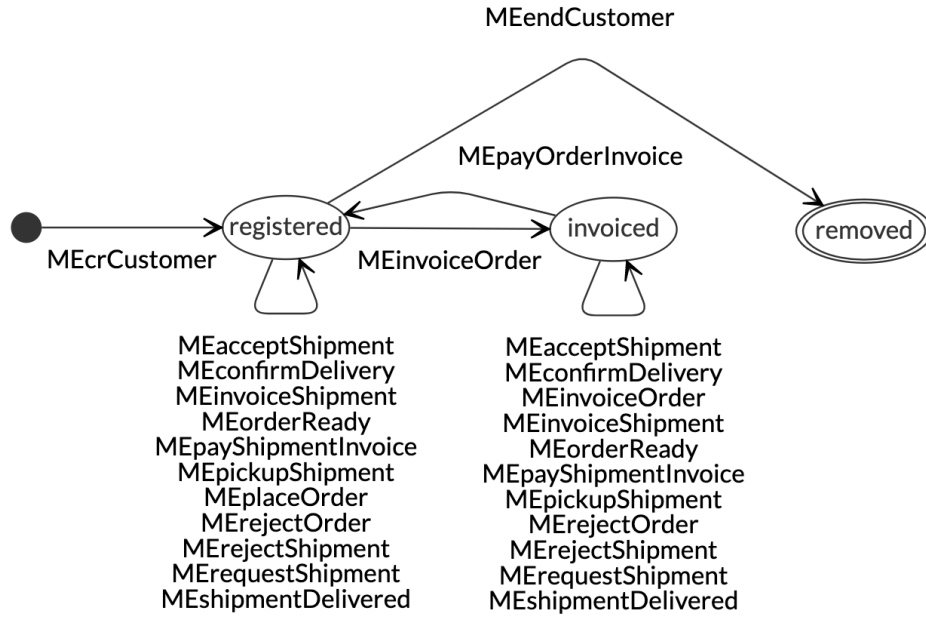 MEendCustomer
MEpayOrderInvoice
registered
invoiced
removed
MEcrCustomer
MEinvoiceOrder
MEacceptShipment
MEconfirmDelivery
MEinvoiceShipment
MEorderReady
MEpayShipmentInvoice
MEpickupShipment
MEplaceOrder
MErejectOrder
MErejectShipment
MErequestShipment
MEshipmentDelivered
MEacceptShipment
MEconfirmDelivery
MEinvoiceOrder
MEinvoiceShipment
MEorderReady
MEpayShipmentInvoice
MEpickupShipment
MErejectOrder
MErejectShipment
MErequestShipment
MEshipmentDelivered